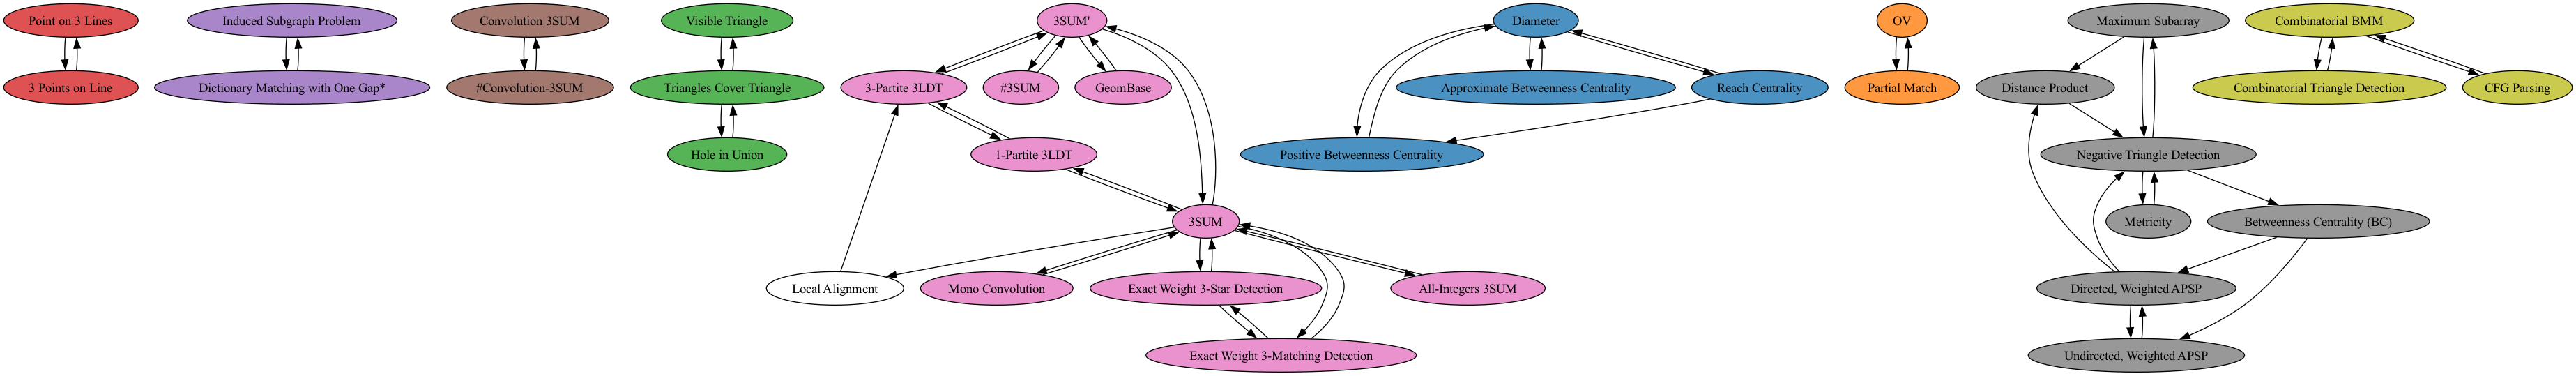 Point on 3 Lines
Induced Subgraph Problem
Convolution 3SUM
Visible Triangle
3SUM'
Diameter
OV
Maximum Subarray
Combinatorial BMM
3 Points on Line
Dictionary Matching with One Gap*
#Convolution-3SUM
Triangles Cover Triangle
3-Partite 3LDT
#3SUM
GeomBase
Approximate Betweenness Centrality
Reach Centrality
Partial Match
Distance Product
Combinatorial Triangle Detection
CFG Parsing
Hole in Union
1-Partite 3LDT
Positive Betweenness Centrality
Negative Triangle Detection
3SUM
Metricity
Betweenness Centrality (BC)
Local Alignment
Mono Convolution
Exact Weight 3-Star Detection
All-Integers 3SUM
Directed, Weighted APSP
Exact Weight 3-Matching Detection
Undirected, Weighted APSP